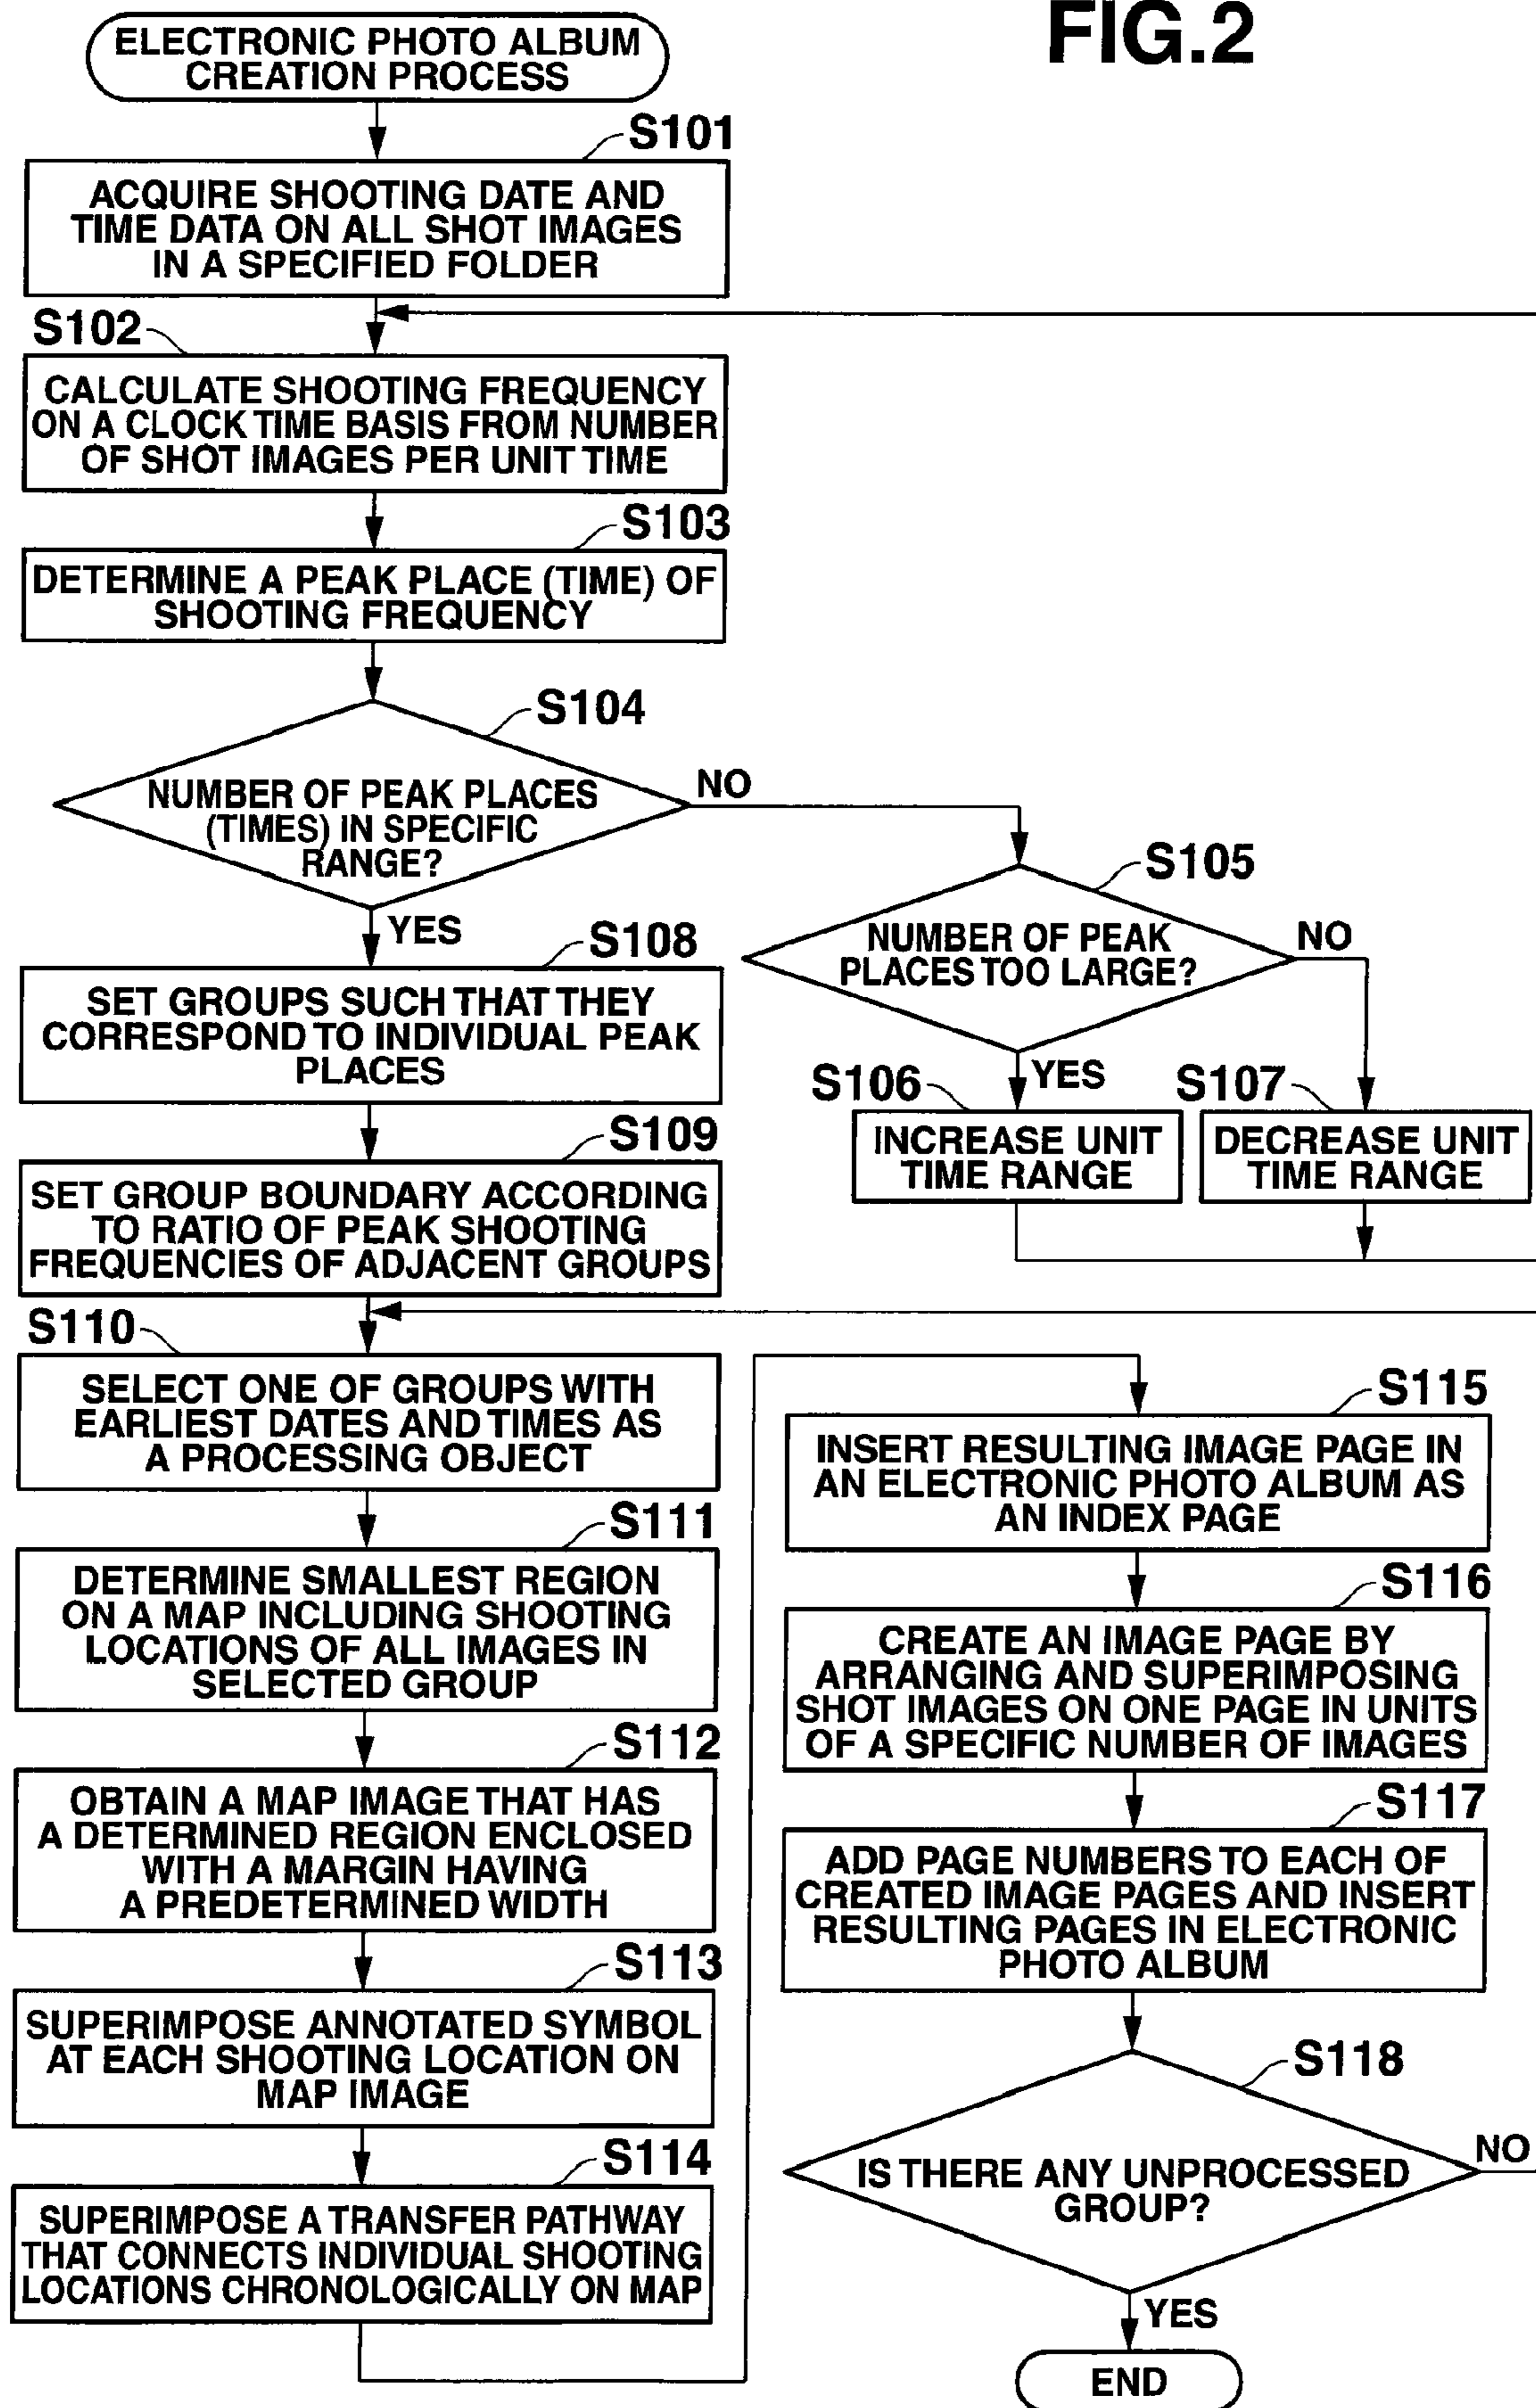 FIG.2
ELECTRONIC PHOTO ALBUM
CREATION PROCESS
S101
ACQUIRE SHOOTING DATE AND
TIME DATA ON ALL SHOT IMAGES
IN A SPECIFIED FOLDER
S102
CALCULATE SHOOTING FREQUENCY
ON A CLOCK TIME BASIS FROM NUMBER
OF SHOT IMAGES PER UNIT TIME
S103
DETERMINE A PEAK PLACE (TIME) OF
SHOOTING FREQUENCY
S104
NUMBER OF PEAK PLACES
(TIMES) IN SPECIFIC
RANGE?
NO
YES
S105
NUMBER OF PEAK
PLACES TOO LARGE?
NO
YES
S106
INCREASE UNIT
TIME RANGE
S107
DECREASE UNIT
TIME RANGE
S108
SET GROUPS SUCH THAT THEY
CORRESPOND TO INDIVIDUAL PEAK
PLACES
S109
SET GROUP BOUNDARY ACCORDING
TO RATIO OF PEAK SHOOTING
FREQUENCIES OF ADJACENT GROUPS
S110
SELECT ONE OF GROUPS WITH
EARLIEST DATES AND TIMES AS
A PROCESSING OBJECT
S111
DETERMINE SMALLEST REGION
ON A MAP INCLUDING SHOOTING
LOCATIONS OF ALL IMAGES IN
SELECTED GROUP
S112
OBTAIN A MAP IMAGE THAT HAS
A DETERMINED REGION ENCLOSED
WITH A MARGIN HAVING
A PREDETERMINED WIDTH
S113
SUPERIMPOSE ANNOTATED SYMBOL
AT EACH SHOOTING LOCATION ON
MAP IMAGE
S114
SUPERIMPOSE A TRANSFER PATHWAY
THAT CONNECTS INDIVIDUAL SHOOTING
LOCATIONS CHRONOLOGICALLY ON MAP
S115
INSERT RESULTING IMAGE PAGE IN
AN ELECTRONIC PHOTO ALBUM AS
AN INDEX PAGE
S116
CREATE AN IMAGE PAGE BY
ARRANGING AND SUPERIMPOSING
SHOT IMAGES ON ONE PAGE IN UNITS
OF A SPECIFIC NUMBER OF IMAGES
S117
ADD PAGE NUMBERS TO EACH OF
CREATED IMAGE PAGES AND INSERT
RESULTING PAGES IN ELECTRONIC
PHOTO ALBUM
S118
IS THERE ANY UNPROCESSED
GROUP?
NO
YES
END